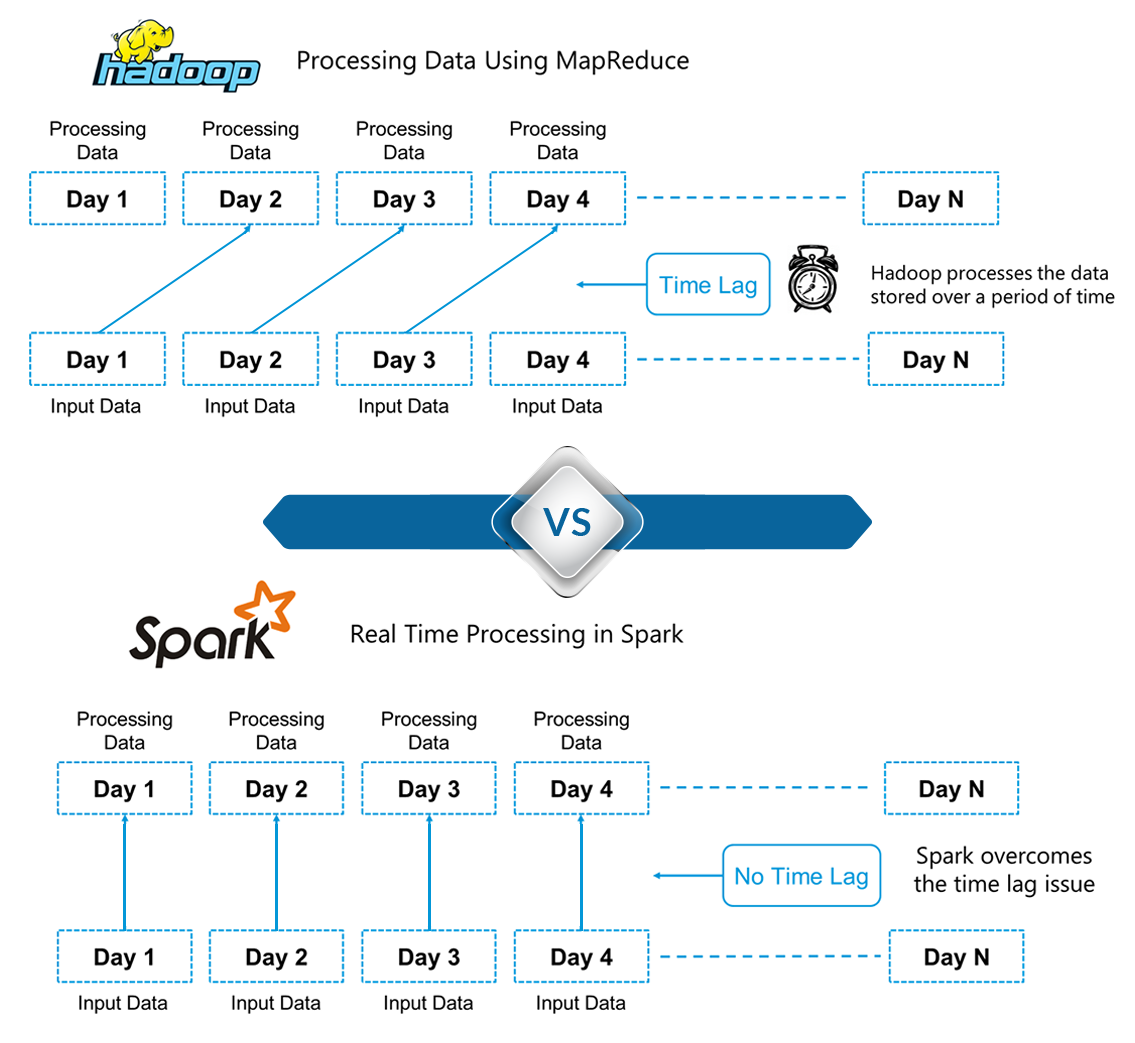 hadoop
Processing Data Using MapReduce
Processing Data
Processing Data
Processing Data
Processing Data
Day 1
Day 2
Day 3
Day 4
Day N
Time Lag
Hadoop processes the data
stored over a period of time
Day 1
Day 2
Day 3
Day 4
Day N
Input Data
Input Data
Input Data
Input Data
VS
Spark
Real Time Processing in Spark
Processing Data
Processing Data
Processing Data
Processing Data
Day 1
Day 2
Day 3
Day 4
Day N
No Time Lag
Spark overcomes
the time lag issue
Day 1
Day 2
Day 3
Day 4
Day N
Input Data
Input Data
Input Data
Input Data